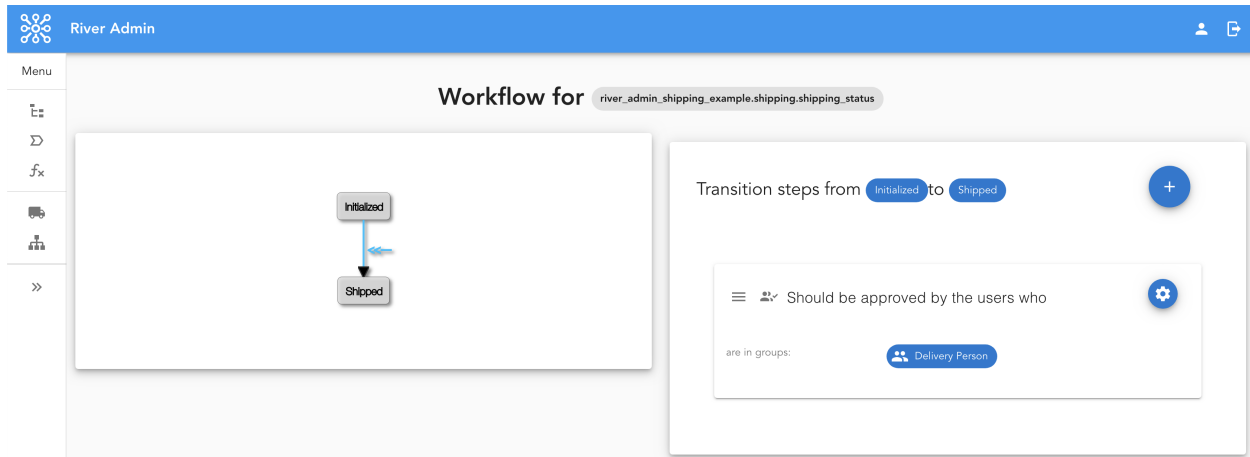 River Admin
Menu
Workflow for river_admin_shipping_example.shipping.shipping_status
Initialized
Shipped
Transition steps from Initialized to Shipped
Should be approved by the users who
are in groups: Delivery Person